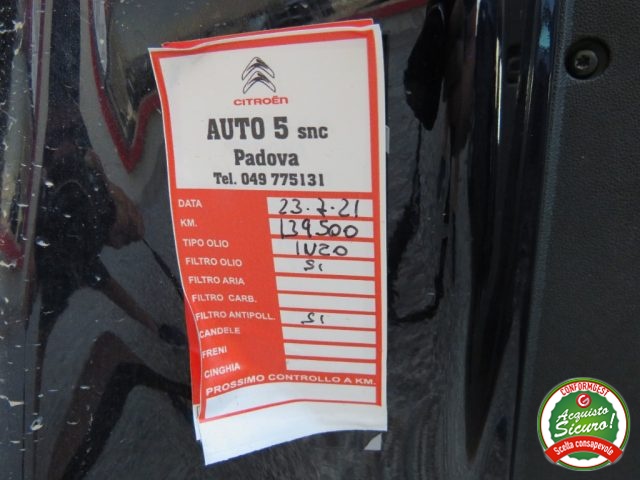 CITROËN
AUTO 5 snc
Padova
Tel. 049 775131
DATA 23-7-21
KM. 139500
TIPO OLIO
FILTRO OLIO SI
FILTRO ARIA
FILTRO CARB.
FILTRO ANTIPOLL. SI
CANDELE
FRENI
CINGHIA
PROSSIMO CONTROLLO A KM.
CONFORMGEST
Acquisto
Sicuro!
Scelta consapevole